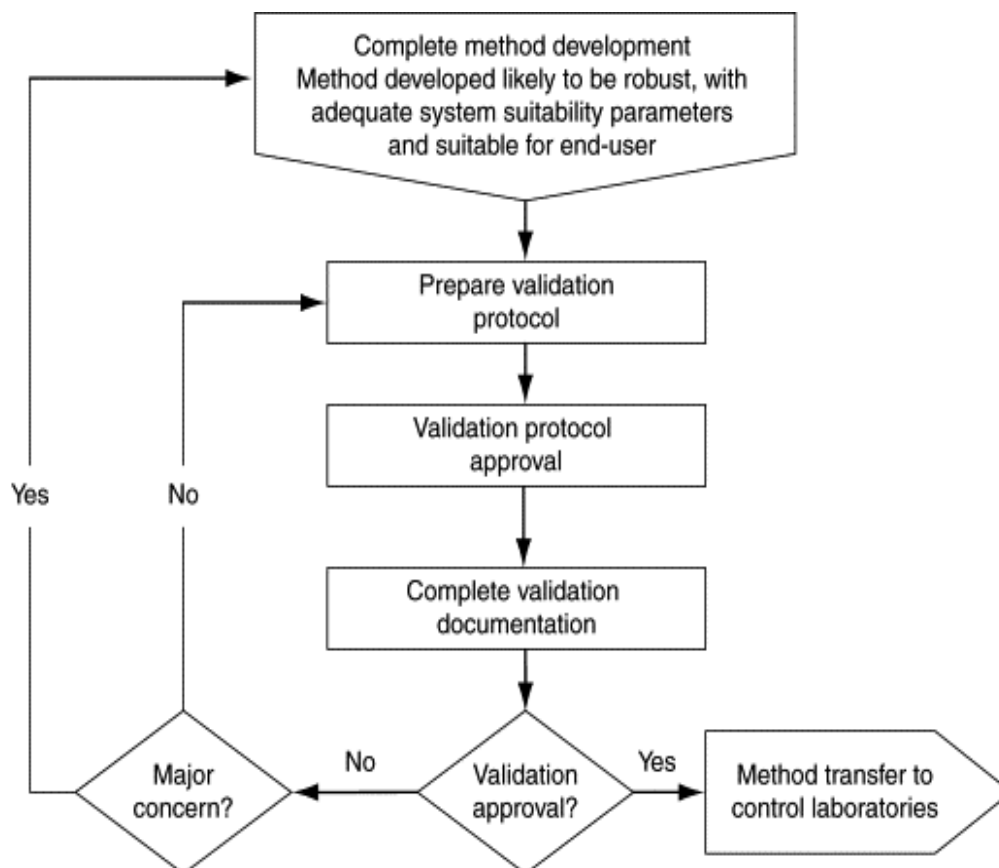 Complete method development
Method developed likely to be robust, with
adequate system suitability parameters
and suitable for end-user
Prepare validation
protocol
Validation protocol
approval
Yes
No
Complete validation
documentation
No
Yes
Major
concern?
Validation
approval?
Method transfer to
control laboratories